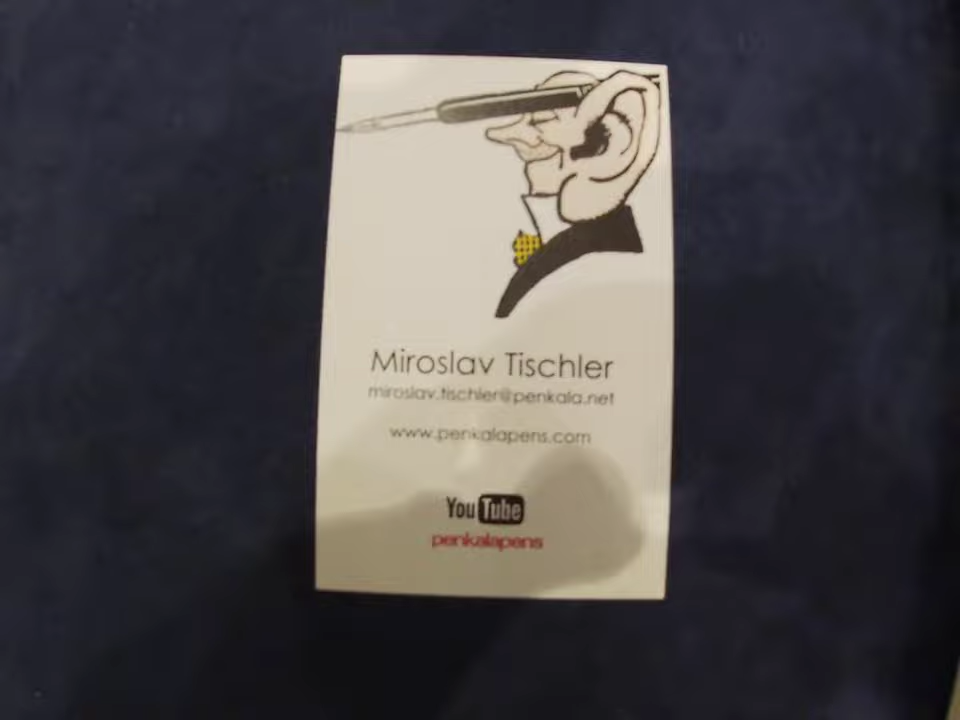 Miroslav Tischler
miroslav.tischler@penkala.net
www.penkalapens.com
YouTube
penkalapens